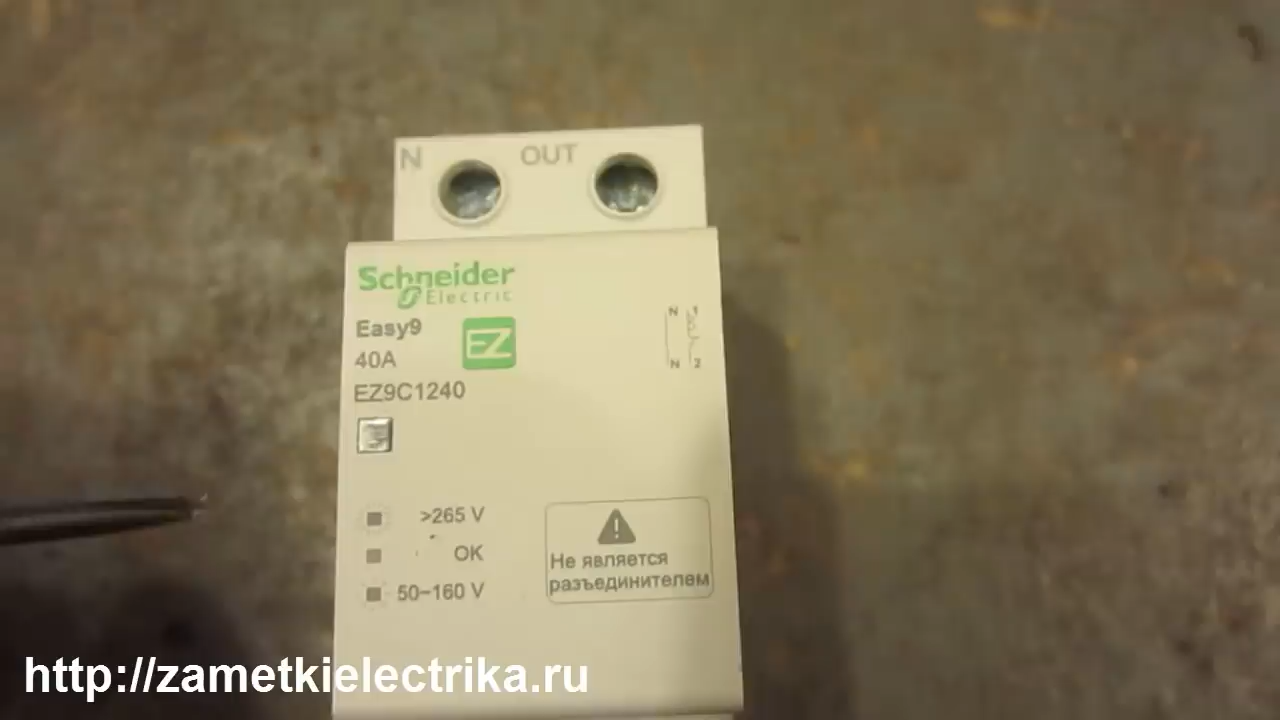 N OUT
Schneider
Electric
Easy9
EZ
40A
EZ9C1240
N 1
N 2
>265 V
OK
50–160 V
Не является
разъединителем
http://zametkielectrika.ru